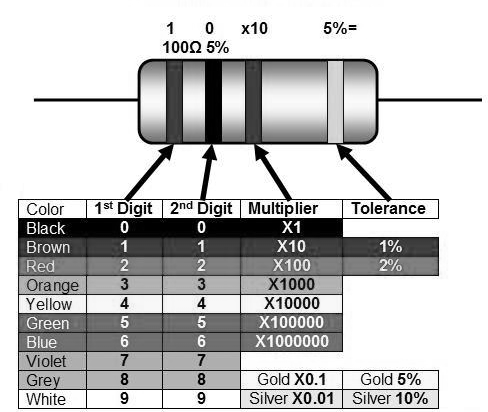 1 0 x10 5%=
100Ω 5%
Color 1st Digit 2nd Digit Multiplier Tolerance
Black 0 0 X1
Brown 1 1 X10 1%
Red 2 2 X100 2%
Orange 3 3 X1000
Yellow 4 4 X10000
Green 5 5 X100000
Blue 6 6 X1000000
Violet 7 7
Grey 8 8 Gold X0.1 Gold 5%
White 9 9 Silver X0.01 Silver 10%